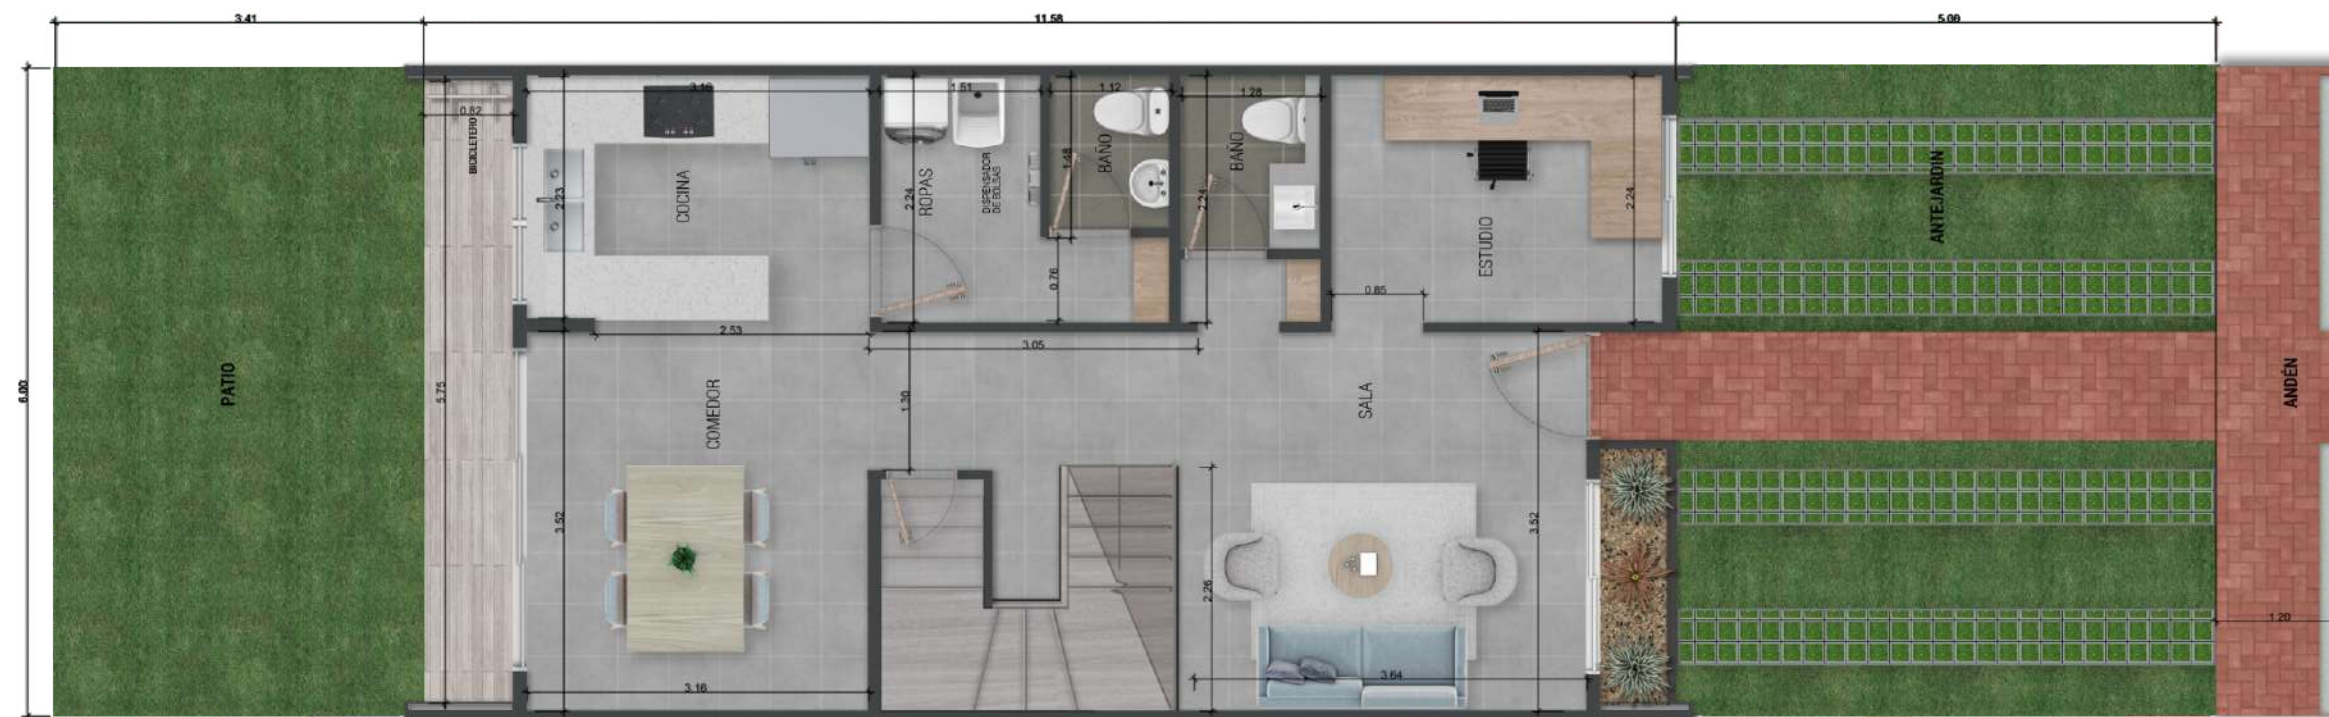 3.41
11.58
5.00
6.00
PATIO
0.82
BICICLETERO
5.75
3.16
2.23
COCINA
2.53
COMEDOR
3.52
3.16
1.51
2.24
ROPAS
DISPENSADOR
DE BOLSAS
1.12
1.48
BAÑO
0.76
1.28
BAÑO
2.24
3.05
1.30
ESTUDIO
2.24
0.85
SALA
3.52
2.26
3.64
ANTEJARDIN
ANDÉN
1.20